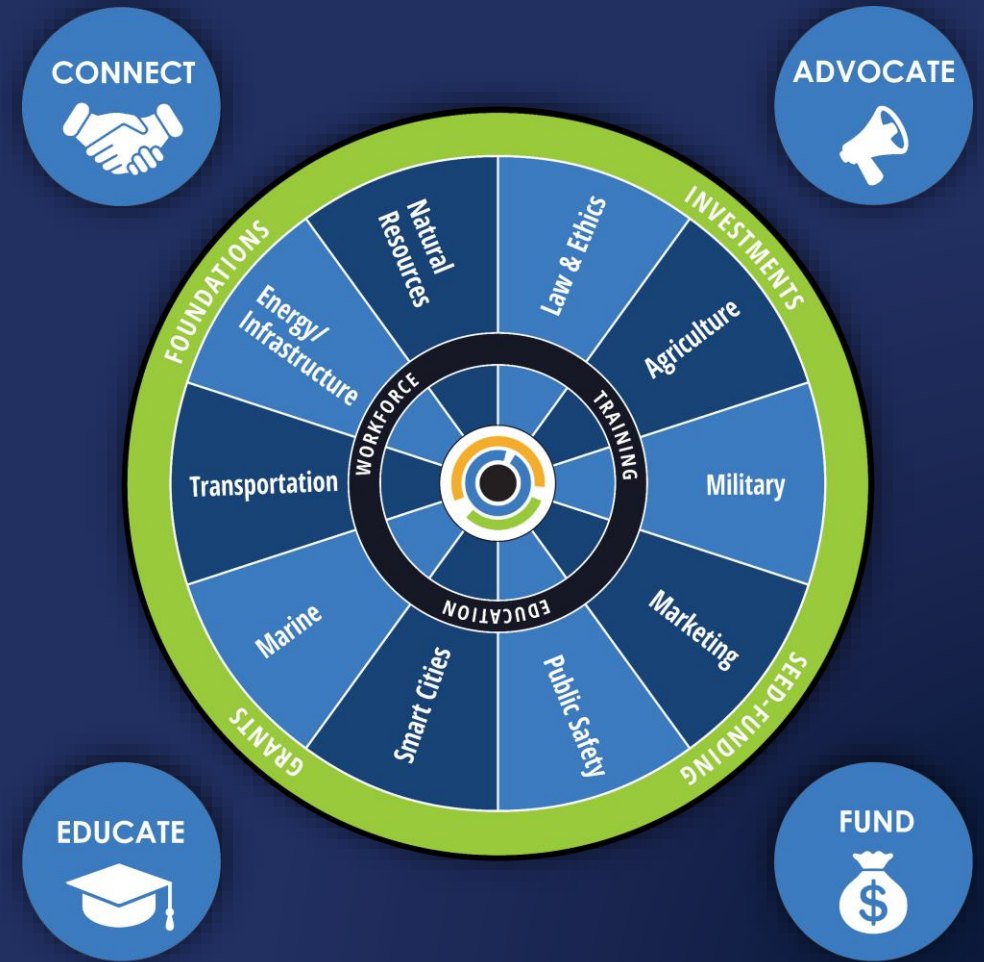 CONNECT
ADVOCATE
FOUNDATIONS
INVESTMENTS
Natural
Resources
Law & Ethics
Energy/
Infrastructure
Agriculture
WORKFORCE
TRAINING
Transportation
Military
EDUCATION
Marine
Marketing
Smart Cities
Public Safety
GRANTS
SEED-FUNDING
EDUCATE
FUND
$